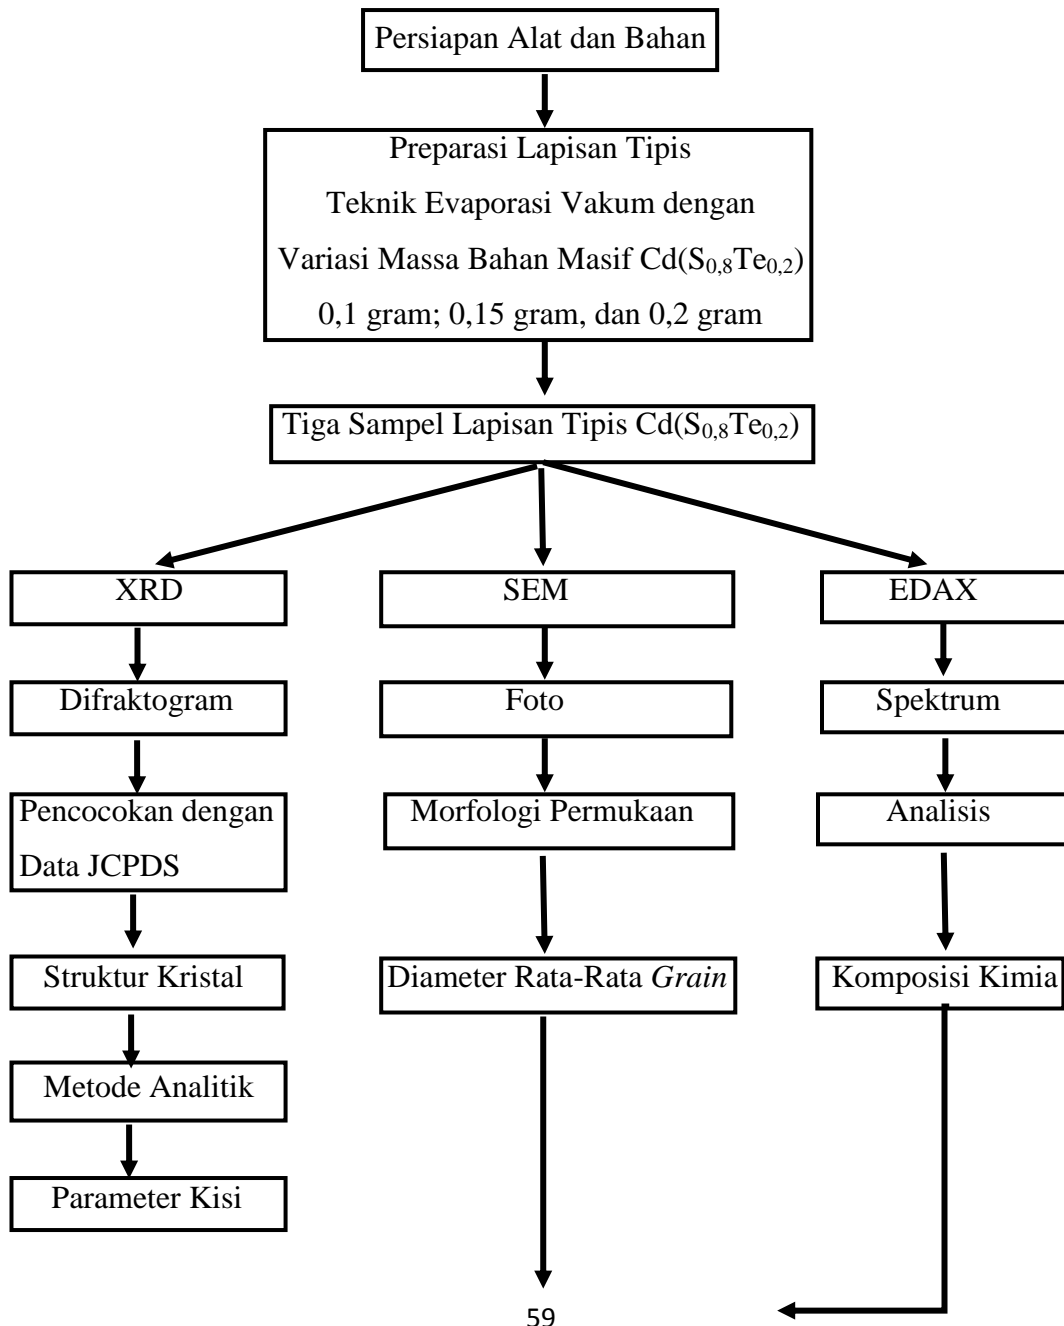 Persiapan Alat dan Bahan
Preparasi Lapisan Tipis
Teknik Evaporasi Vakum dengan
Variasi Massa Bahan Masif Cd(S₀,₈Te₀,₂)
0,1 gram; 0,15 gram, dan 0,2 gram
Tiga Sampel Lapisan Tipis Cd(S₀,₈Te₀,₂)
XRD
SEM
EDAX
Difraktogram
Foto
Spektrum
Pencocokan dengan
Data JCPDS
Morfologi Permukaan
Analisis
Struktur Kristal
Diameter Rata-Rata Grain
Komposisi Kimia
Metode Analitik
Parameter Kisi
59